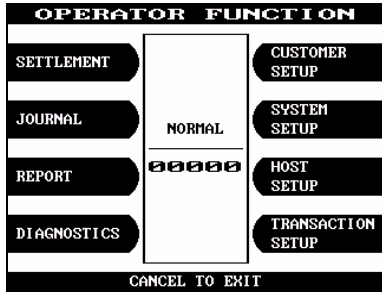 OPERATOR FUNCTION
SETTLEMENT
JOURNAL
REPORT
DIAGNOSTICS
NORMAL
00000
CUSTOMER
SETUP
SYSTEM
SETUP
HOST
SETUP
TRANSACTION
SETUP
CANCEL TO EXIT